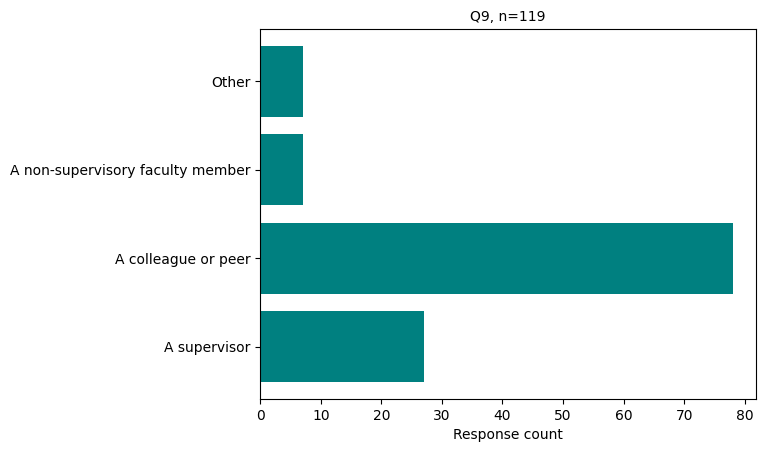 Q9, n=119
Other
A non-supervisory faculty member
A colleague or peer
A supervisor
0 10 20 30 40 50 60 70 80
Response count